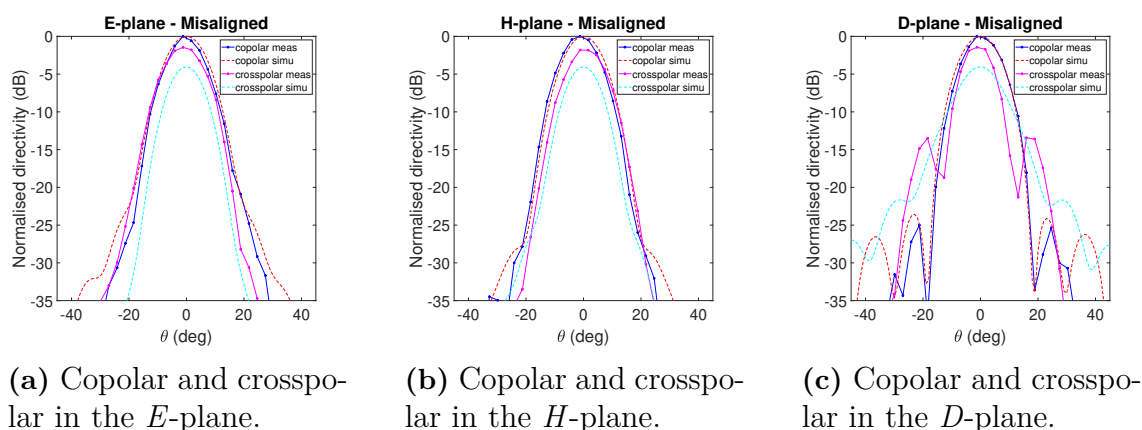 E-plane - Misaligned
0
-5
-10
-15
-20
-25
-30
-35
Normalised directivity (dB)
copolar meas
copolar simu
crosspolar meas
crosspolar simu
-40 -20 0 20 40
θ (deg)
H-plane - Misaligned
0
-5
-10
-15
-20
-25
-30
-35
Normalised directivity (dB)
copolar meas
copolar simu
crosspolar meas
crosspolar simu
-40 -20 0 20 40
θ (deg)
D-plane - Misaligned
0
-5
-10
-15
-20
-25
-30
-35
Normalised directivity (dB)
copolar meas
copolar simu
crosspolar meas
crosspolar simu
-40 -20 0 20 40
θ (deg)
(a) Copolar and crosspo-
lar in the E-plane.
(b) Copolar and crosspo-
lar in the H-plane.
(c) Copolar and crosspo-
lar in the D-plane.